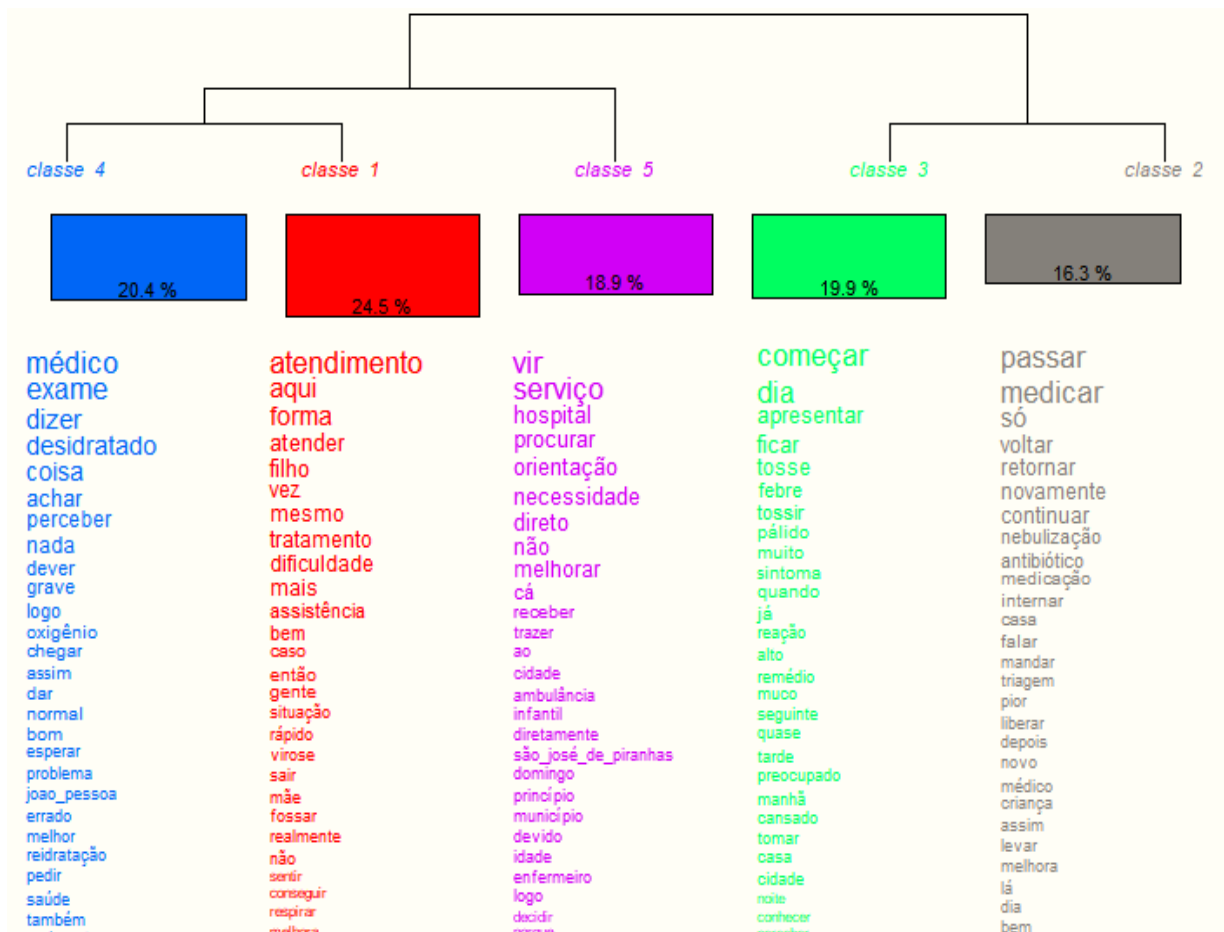 classe 4
classe 1
classe 5
classe 3
classe 2
20.4 %
24.5 %
18.9 %
19.9 %
16.3 %
médico
exame
dizer
desidratado
coisa
achar
perceber
nada
dever
grave
logo
oxigênio
chegar
assim
dar
normal
bom
esperar
problema
joao_pessoa
errado
melhor
reidratação
pedir
saúde
também
atendimento
aqui
forma
atender
filho
vez
mesmo
tratamento
dificuldade
mais
assistência
bem
caso
então
gente
situação
rápido
virose
sair
mãe
fossar
realmente
não
sentir
conseguir
respirar
vir
serviço
hospital
procurar
orientação
necessidade
direto
não
melhorar
cá
receber
trazer
ao
cidade
ambulância
infantil
diretamente
são_josé_de_piranhas
domingo
princípio
município
devido
idade
enfermeiro
logo
decidir
começar
dia
apresentar
ficar
tosse
febre
tossir
pálido
muito
sintoma
quando
já
reação
alto
remédio
muco
seguinte
quase
tarde
preocupado
manhã
cansado
tomar
casa
cidade
noite
conhecer
passar
medicar
só
voltar
retornar
novamente
continuar
nebulização
antibiótico
medicação
internar
casa
falar
mandar
triagem
pior
liberar
depois
novo
médico
criança
assim
levar
melhora
lá
dia
bem